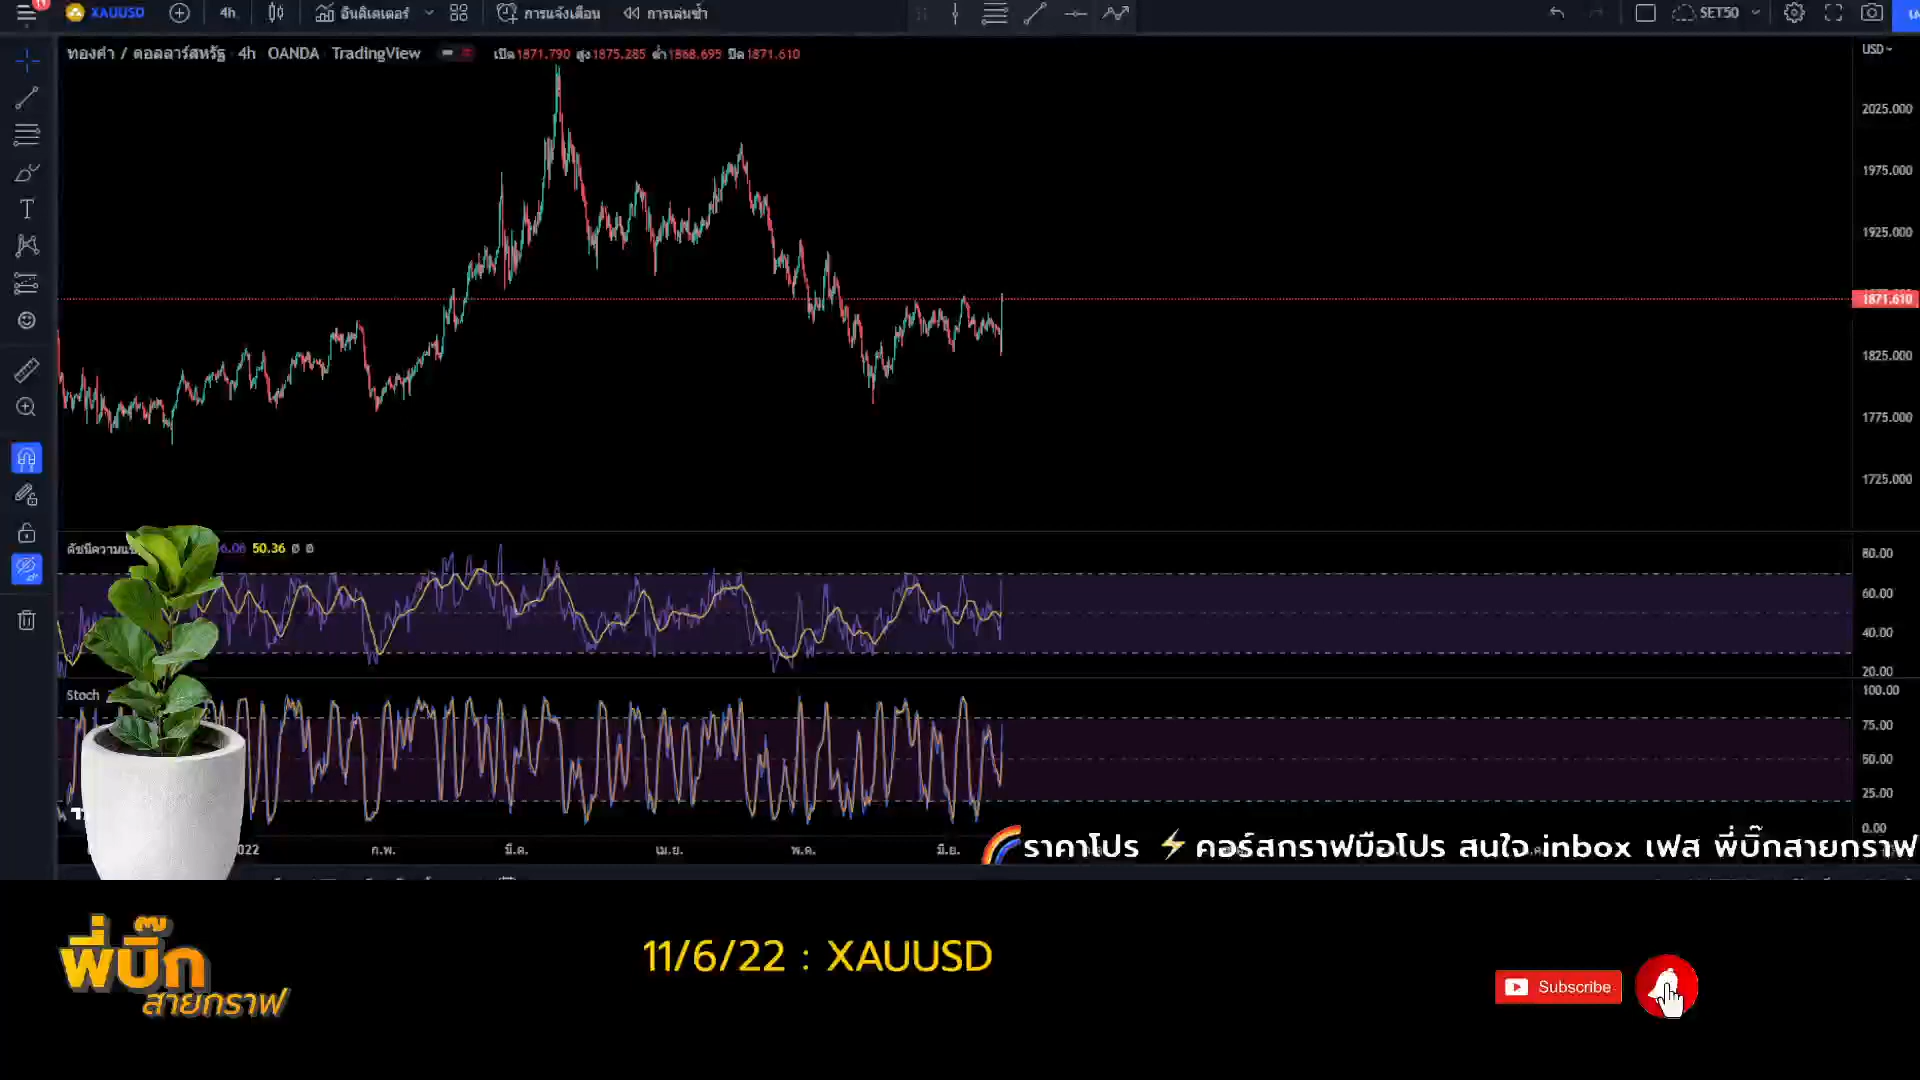 11
XAUUSD
4h
อินดิเคเตอร์
การแจ้งเตือน
การเล่นซ้ำ
SET50
ทองคำ / ดอลลาร์สหรัฐ 4h OANDA TradingView
เปิด1871.790 สูง1875.285 ต่ำ1868.695 ปิด1871.610
USD
2025.000
1975.000
1925.000
1871.610
1825.000
1775.000
1725.000
50.36
80.00
60.00
40.00
20.00
Stoch
100.00
75.00
50.00
25.00
0.00
ก.พ.
มี.ค.
เม.ย.
พ.ค.
มิ.ย.
ราคาโปร ⚡คอร์สกราฟมือโปร สนใจ inbox เฟส พี่บิ๊กสายกราฟ
พี่บิ๊ก
สายกราฟ
11/6/22 : XAUUSD
Subscribe